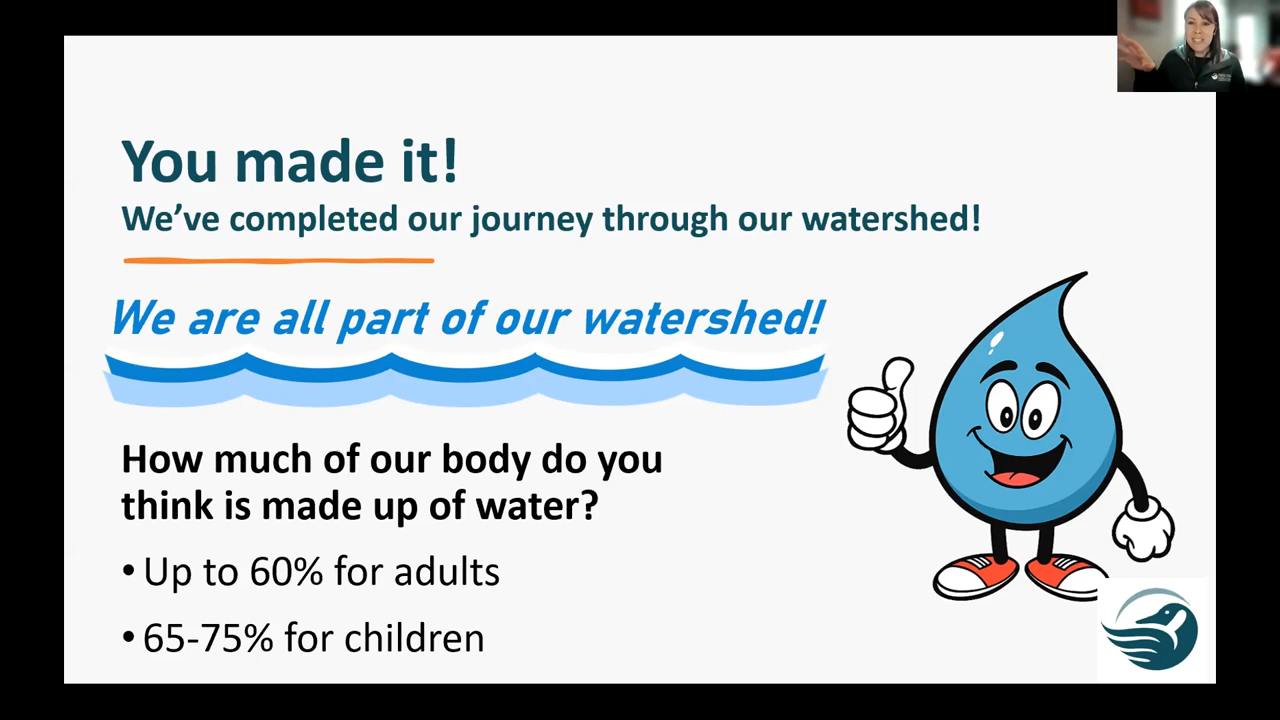 You made it!
We've completed our journey through our watershed!
We are all part of our watershed!
How much of our body do you
think is made up of water?
• Up to 60% for adults
• 65-75% for children